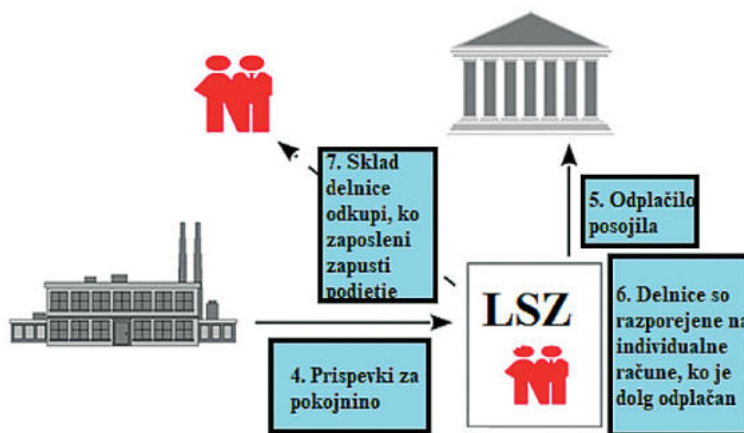 7. Sklad
delnice
odkupi, ko
zaposleni
zapusti
podjetje
5. Odplačilo
posojila
LSZ
6. Delnice so
razporejene na
individualne
račune, ko je
dolg odplačan
4. Prispevki za
pokojnino